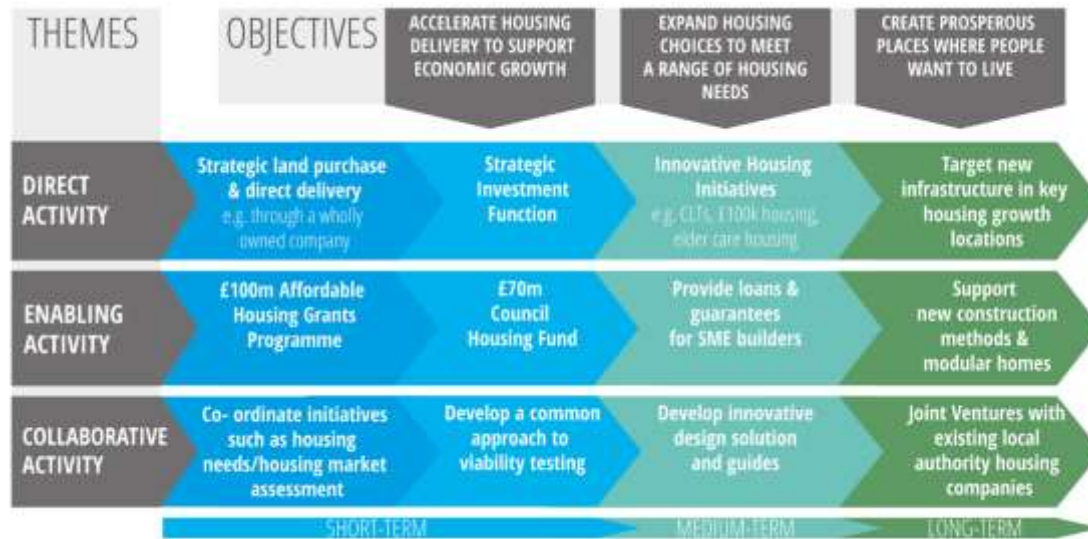 THEMES
OBJECTIVES
ACCELERATE HOUSING
DELIVERY TO SUPPORT
ECONOMIC GROWTH
EXPAND HOUSING
CHOICES TO MEET
A RANGE OF HOUSING
NEEDS
CREATE PROSPEROUS
PLACES WHERE PEOPLE
WANT TO LIVE
DIRECT
ACTIVITY
Strategic land purchase
& direct delivery
e.g. through a wholly
owned company
Strategic
Investment
Function
Innovative Housing
Initiatives
e.g. CLTs, £100k housing,
elder care housing
Target new
infrastructure in key
housing growth
locations
ENABLING
ACTIVITY
£100m Affordable
Housing Grants
Programme
£70m
Council
Housing Fund
Provide loans &
guarantees
for SME builders
Support
new construction
methods &
modular homes
COLLABORATIVE
ACTIVITY
Co- ordinate initiatives
such as housing
needs/housing market
assessment
Develop a common
approach to
viability testing
Develop innovative
design solution
and guides
Joint Ventures with
existing local
authority housing
companies
SHORT-TERM
MEDIUM-TERM
LONG-TERM